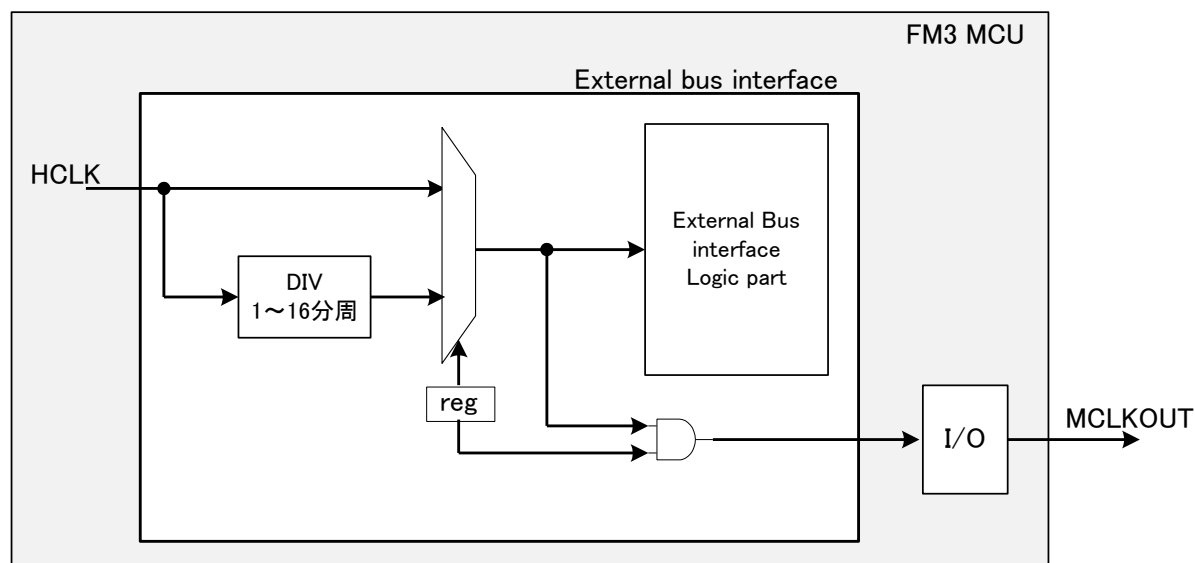 FM3 MCU
External bus interface
HCLK
External Bus
interface
Logic part
DIV
1～16分周
reg
I/O
MCLKOUT